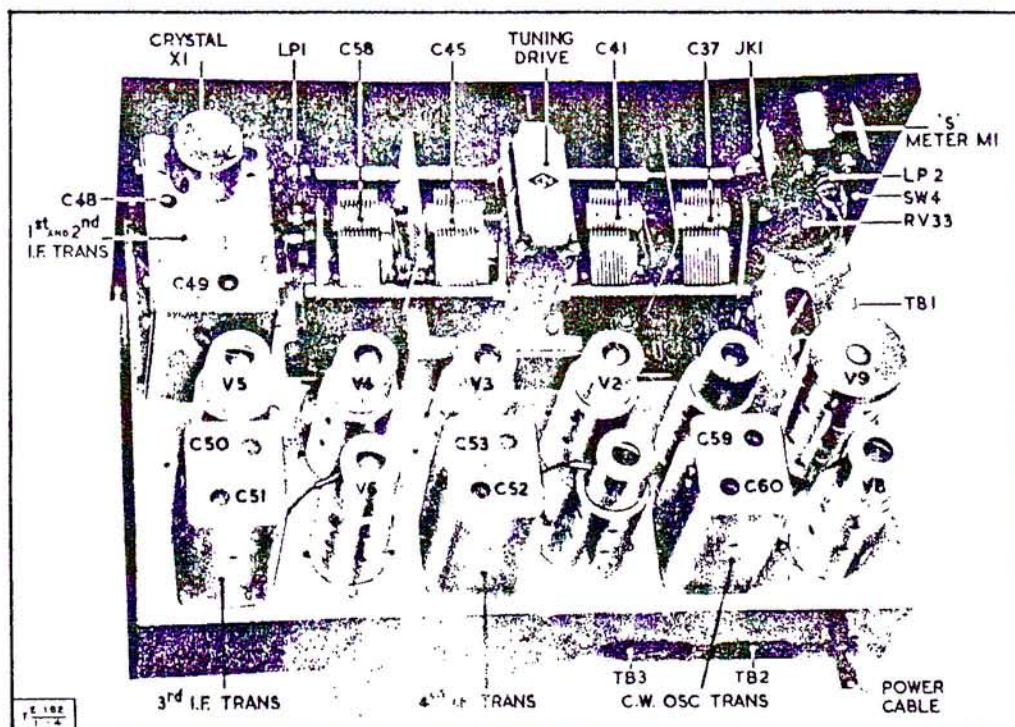 CRYSTAL
X1
LP1
C58
C45
TUNING
DRIVE
C41
C37
JK1
'S'
METER M1
LP 2
SW4
RV33
C48
1st AND 2nd
I.F. TRANS
C49
TB1
V5
V4
V3
V2
V9
C50
C53
C59
C51
V6
C52
C60
V8
3rd I.F. TRANS
I.F. TRANS
TB3
TB2
C.W. OSC TRANS
POWER
CABLE